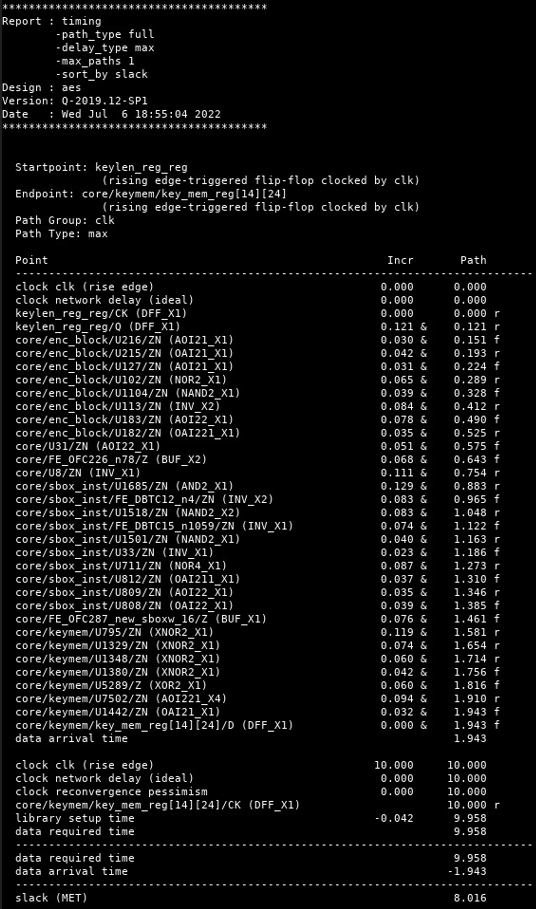 ****************************************
Report : timing
        -path_type full
        -delay_type max
        -max_paths 1
        -sort_by slack
Design : aes
Version: Q-2019.12-SP1
Date   : Wed Jul  6 18:55:04 2022
****************************************

  Startpoint: keylen_reg_reg
               (rising edge-triggered flip-flop clocked by clk)
  Endpoint: core/keymem/key_mem_reg[14][24]
               (rising edge-triggered flip-flop clocked by clk)
  Path Group: clk
  Path Type: max

  Point                                                   Incr       Path
  ------------------------------------------------------------------------------
  clock clk (rise edge)                                  0.000      0.000
  clock network delay (ideal)                            0.000      0.000
  keylen_reg_reg/CK (DFF_X1)                             0.000      0.000 r
  keylen_reg_reg/Q (DFF_X1)                              0.121 &    0.121 r
  core/enc_block/U216/ZN (AOI21_X1)                      0.030 &    0.151 f
  core/enc_block/U215/ZN (OAI21_X1)                      0.042 &    0.193 r
  core/enc_block/U127/ZN (AOI21_X1)                      0.031 &    0.224 f
  core/enc_block/U102/ZN (NOR2_X1)                       0.065 &    0.289 r
  core/enc_block/U1104/ZN (NAND2_X1)                     0.039 &    0.328 f
  core/enc_block/U113/ZN (INV_X2)                        0.084 &    0.412 r
  core/enc_block/U183/ZN (AOI22_X1)                      0.078 &    0.490 f
  core/enc_block/U182/ZN (OAI221_X1)                     0.035 &    0.525 r
  core/U31/ZN (AOI22_X1)                                 0.051 &    0.575 f
  core/FE_OFC226_n78/Z (BUF_X2)                          0.068 &    0.643 f
  core/U8/ZN (INV_X1)                                    0.111 &    0.754 r
  core/sbox_inst/U1685/ZN (AND2_X1)                      0.129 &    0.883 r
  core/sbox_inst/FE_DBTC12_n4/ZN (INV_X2)                0.083 &    0.965 f
  core/sbox_inst/U1518/ZN (NAND2_X2)                     0.083 &    1.048 r
  core/sbox_inst/FE_DBTC15_n1059/ZN (INV_X1)             0.074 &    1.122 f
  core/sbox_inst/U1501/ZN (NAND2_X1)                     0.040 &    1.163 r
  core/sbox_inst/U33/ZN (INV_X1)                         0.023 &    1.186 f
  core/sbox_inst/U711/ZN (NOR4_X1)                       0.087 &    1.273 r
  core/sbox_inst/U812/ZN (OAI211_X1)                     0.037 &    1.310 f
  core/sbox_inst/U809/ZN (AOI22_X1)                      0.035 &    1.346 r
  core/sbox_inst/U808/ZN (OAI22_X1)                      0.039 &    1.385 f
  core/FE_OFC287_new_sboxw_16/Z (BUF_X1)                 0.076 &    1.461 f
  core/keymem/U795/ZN (XNOR2_X1)                         0.119 &    1.581 r
  core/keymem/U1329/ZN (XNOR2_X1)                        0.074 &    1.654 r
  core/keymem/U1348/ZN (XNOR2_X1)                        0.060 &    1.714 r
  core/keymem/U1380/ZN (XNOR2_X1)                        0.042 &    1.756 f
  core/keymem/U5289/Z (XOR2_X1)                          0.060 &    1.816 f
  core/keymem/U7502/ZN (AOI221_X4)                       0.094 &    1.910 r
  core/keymem/U1442/ZN (OAI21_X1)                        0.032 &    1.943 f
  core/keymem/key_mem_reg[14][24]/D (DFF_X1)             0.000 &    1.943 f
  data arrival time                                                 1.943

  clock clk (rise edge)                                 10.000     10.000
  clock network delay (ideal)                            0.000     10.000
  clock reconvergence pessimism                          0.000     10.000
  core/keymem/key_mem_reg[14][24]/CK (DFF_X1)                      10.000 r
  library setup time                                    -0.042      9.958
  data required time                                                9.958
  ------------------------------------------------------------------------------
  data required time                                                9.958
  data arrival time                                                -1.943
  ------------------------------------------------------------------------------
  slack (MET)                                                       8.016